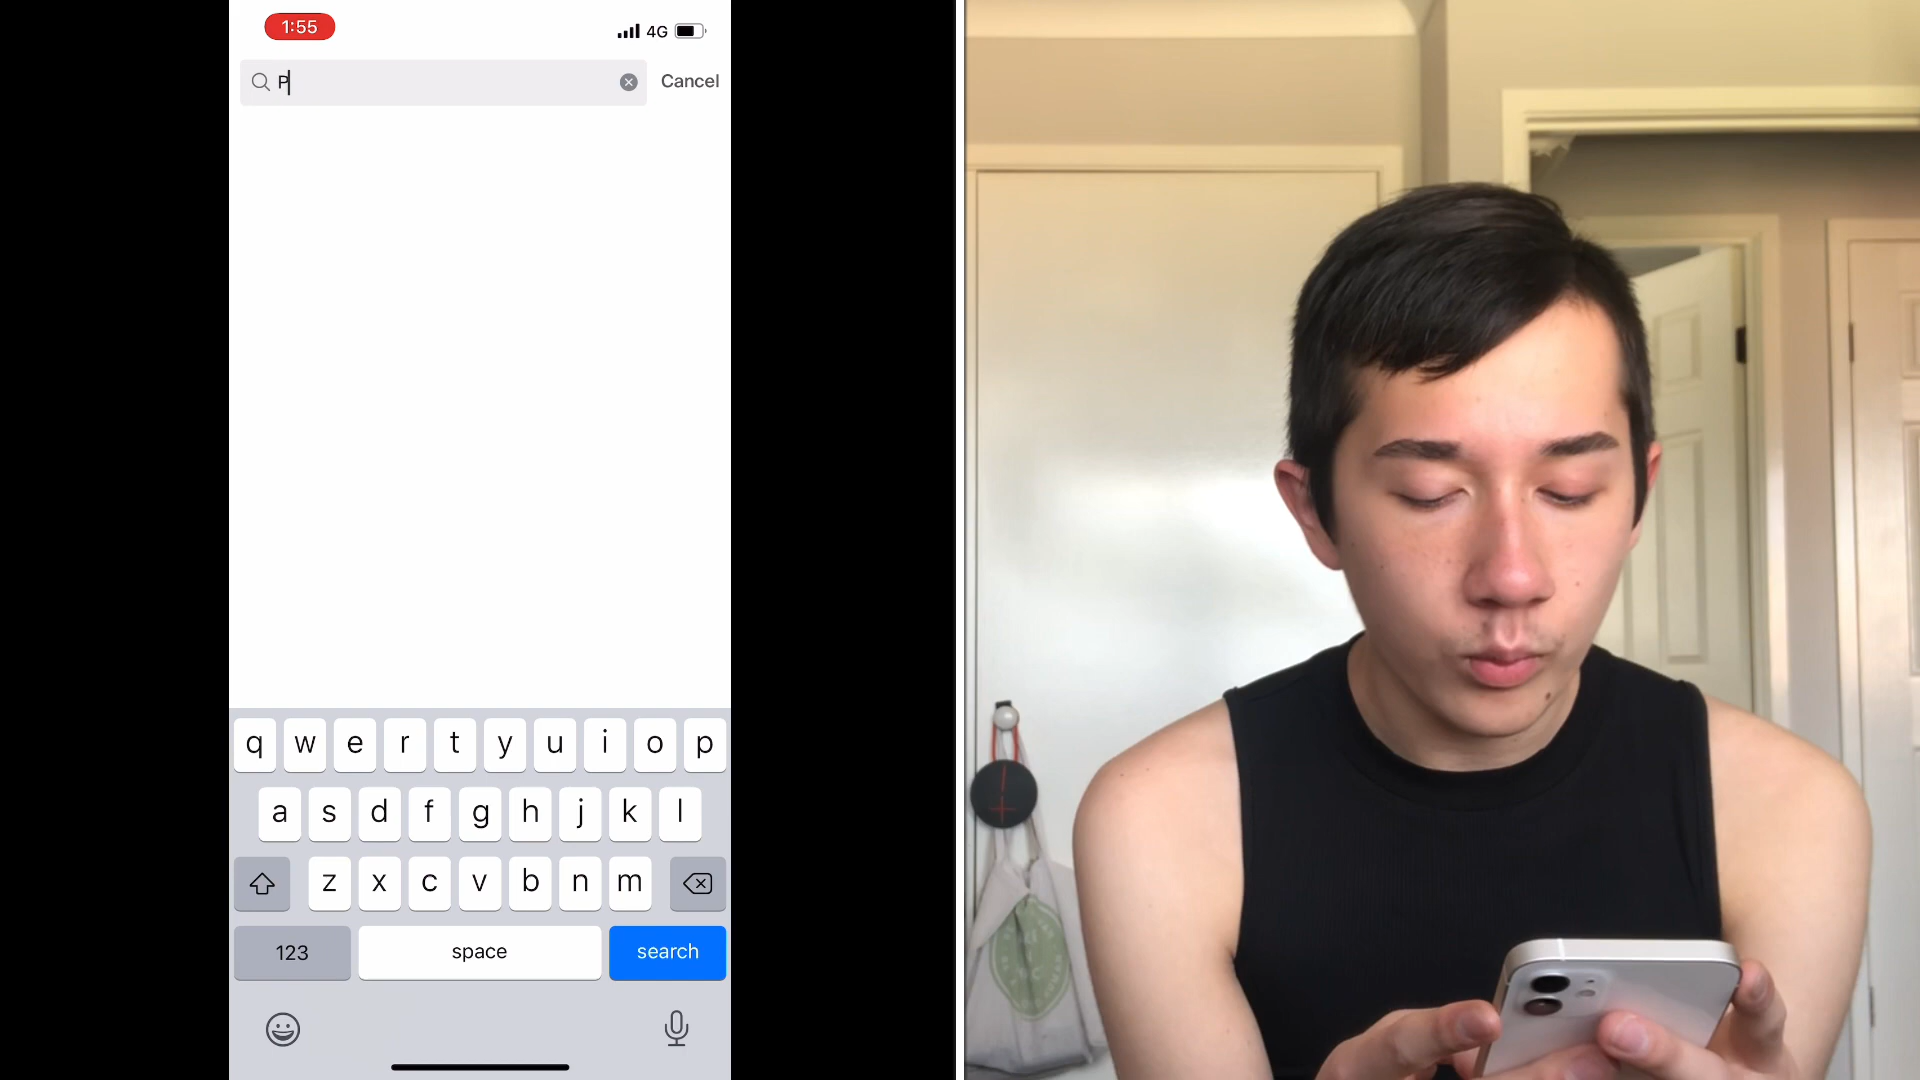 1:55
4G
P
Cancel
q w e r t y u i o p
a s d f g h j k l
z x c v b n m
123 space search